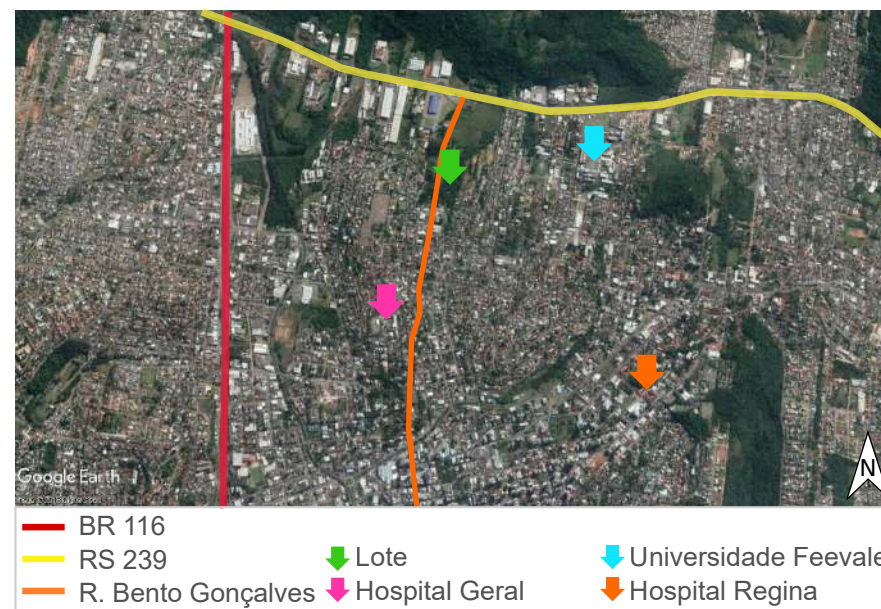 N
Google Earth
BR 116
RS 239
Lote
Universidade Feevale
R. Bento Gonçalves
Hospital Geral
Hospital Regina